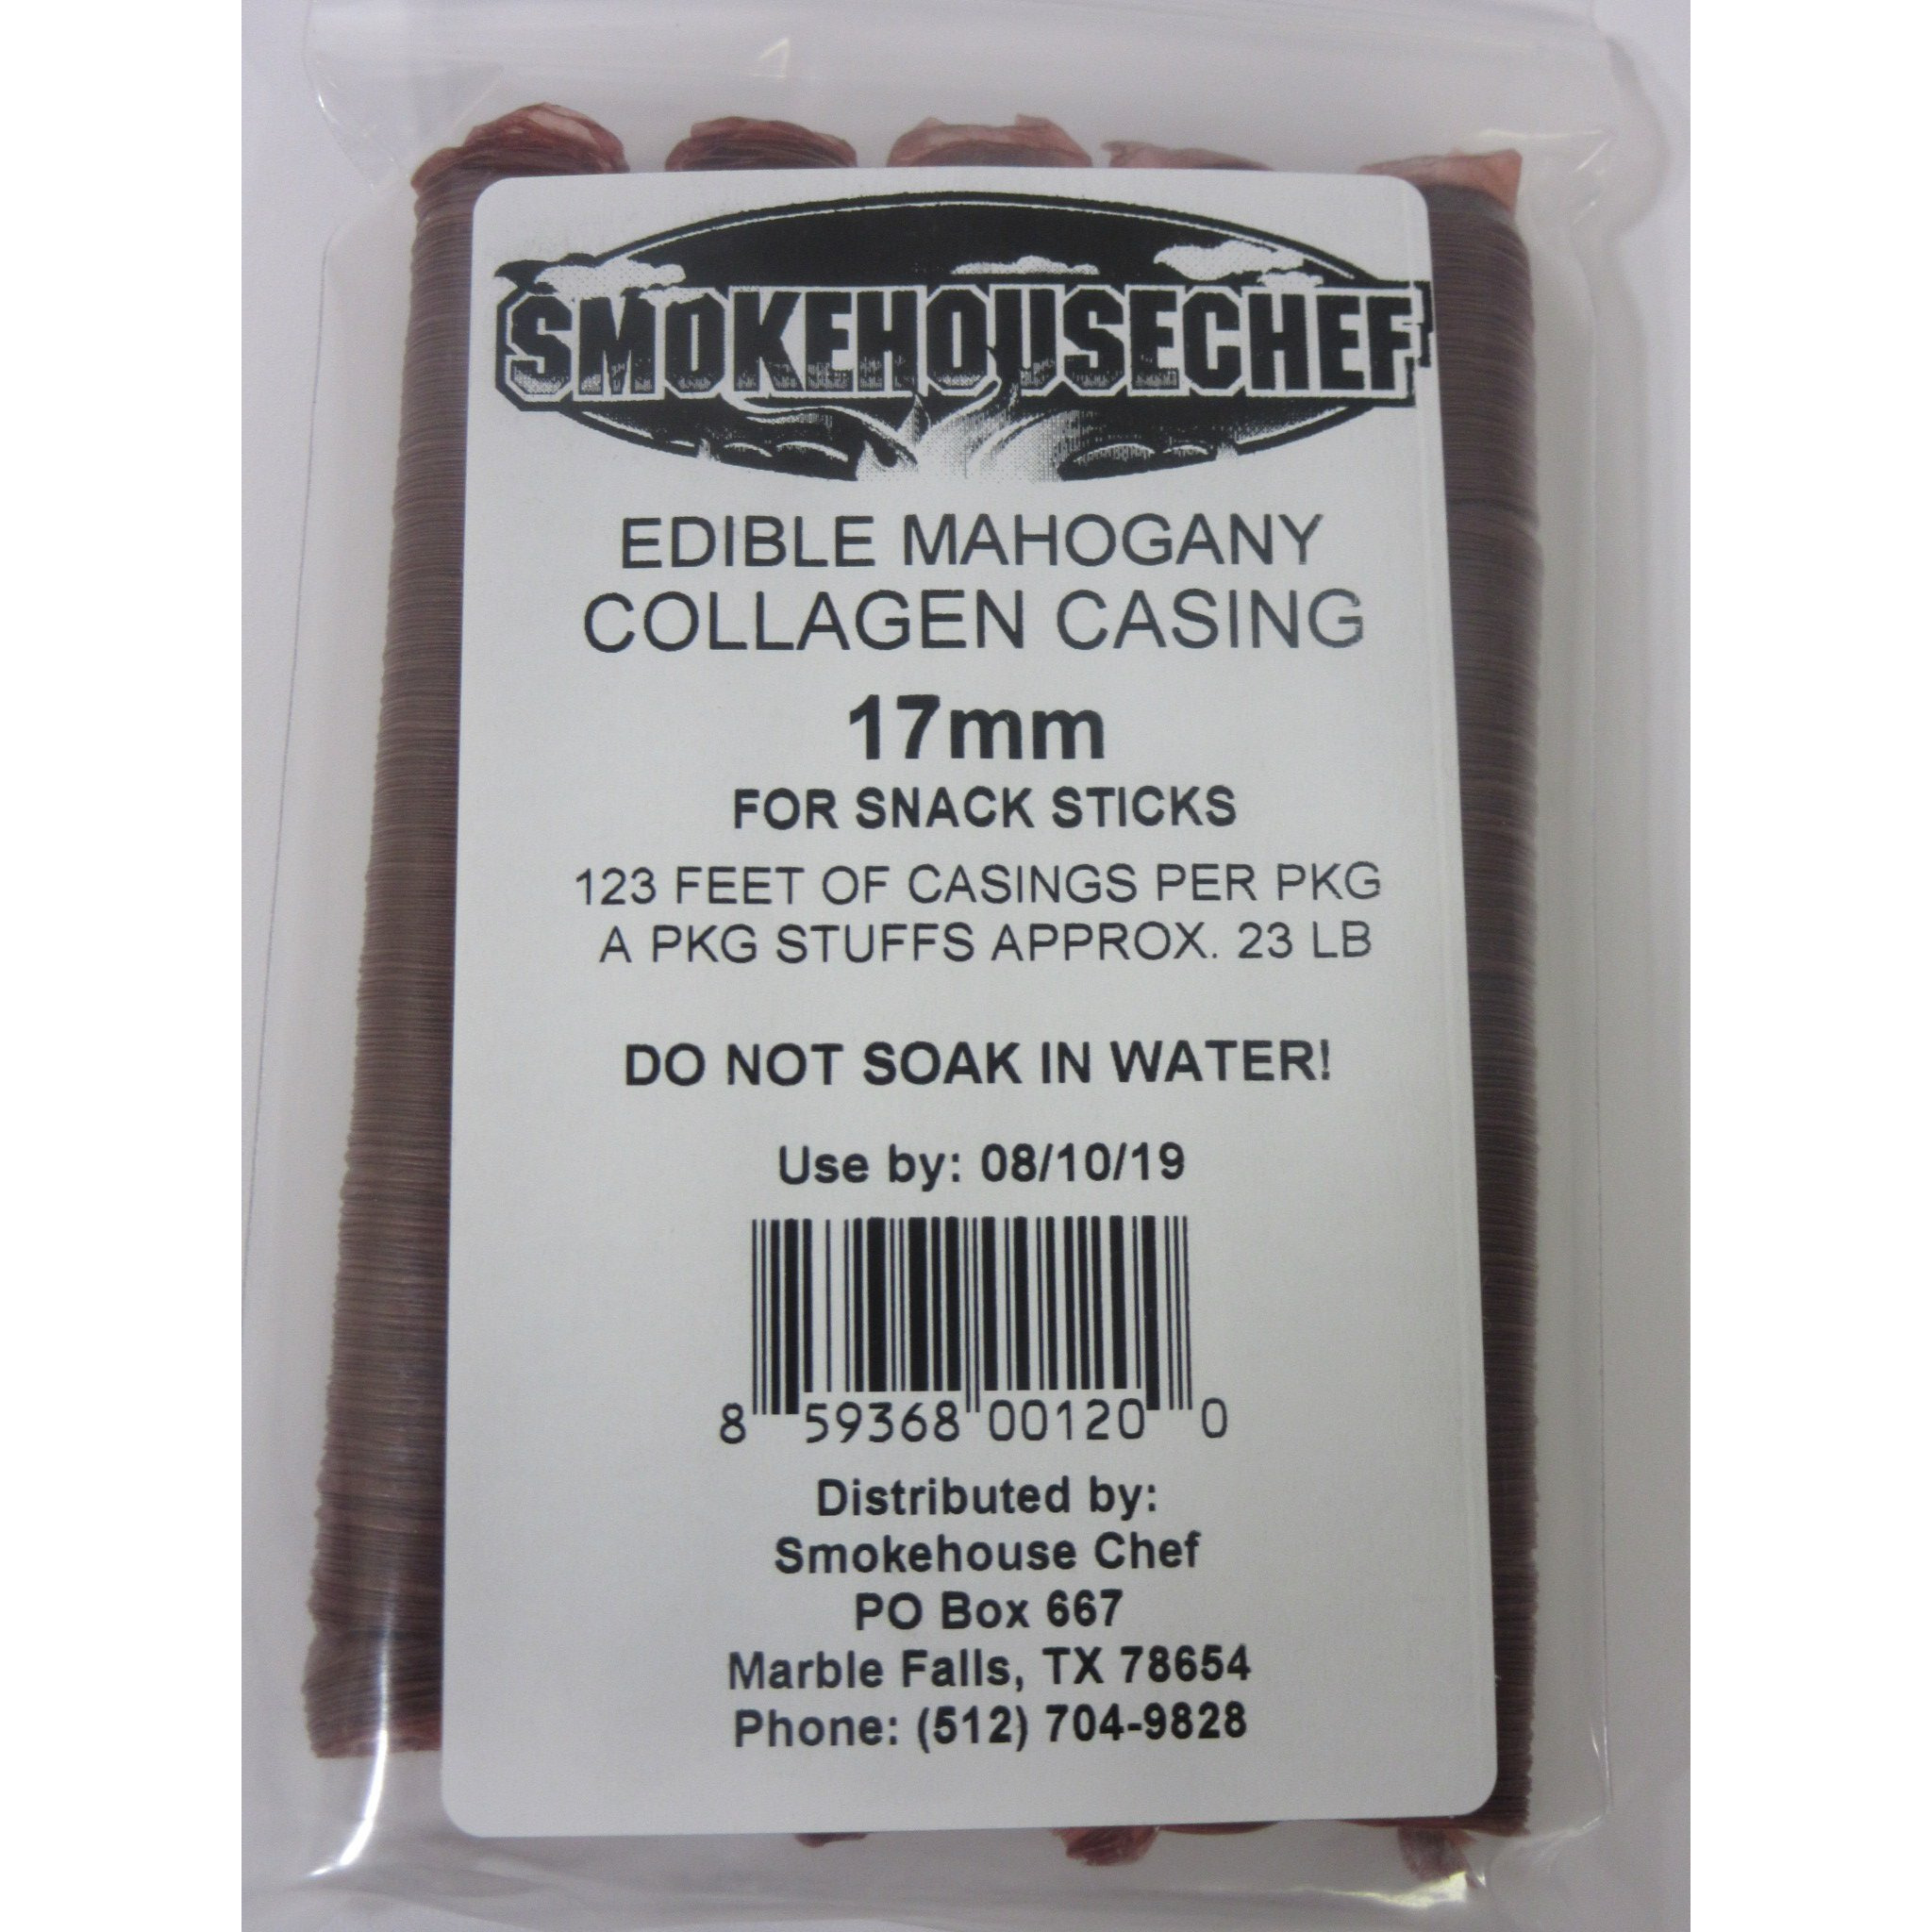 SMOKEHOUSECHEF
EDIBLE MAHOGANY
COLLAGEN CASING
17mm
FOR SNACK STICKS
123 FEET OF CASINGS PER PKG
A PKG STUFFS APPROX. 23 LB
DO NOT SOAK IN WATER!
Use by: 08/10/19
8 59368 00120 0
Distributed by:
Smokehouse Chef
PO Box 667
Marble Falls, TX 78654
Phone: (512) 704-9828